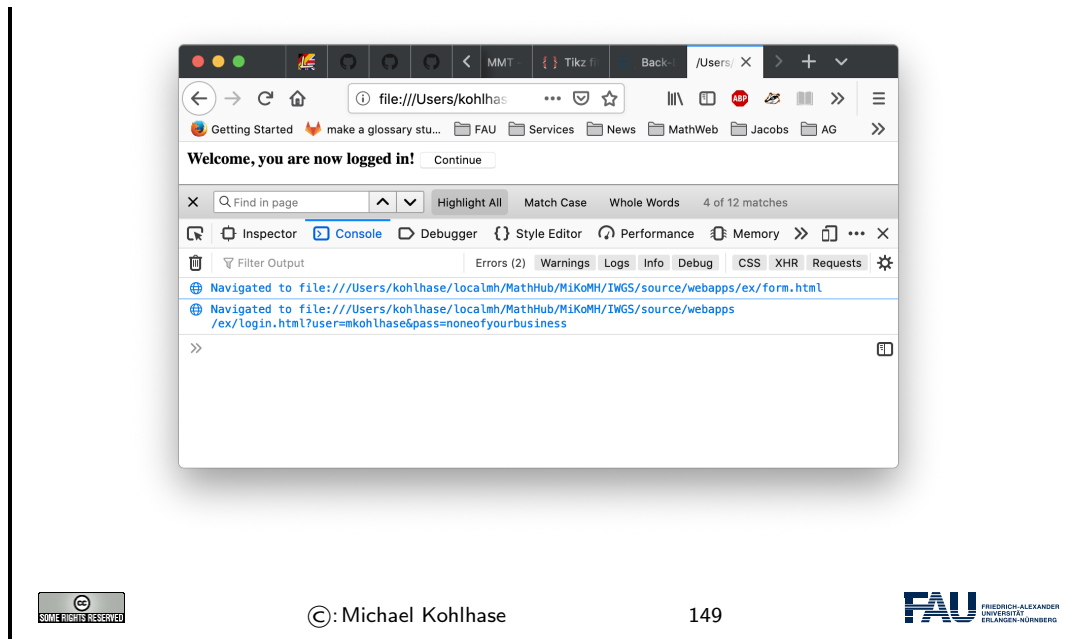 MMT - { } Tikz fi Back- /Users/
file:///Users/kohlhas
ABP
Getting Started make a glossary stu... FAU Services News MathWeb Jacobs AG
Welcome, you are now logged in! Continue
Find in page Highlight All Match Case Whole Words 4 of 12 matches
Inspector Console Debugger {} Style Editor Performance Memory
Filter Output Errors (2) Warnings Logs Info Debug CSS XHR Requests
Navigated to file:///Users/kohlhase/localmh/MathHub/MiKoMH/IWGS/source/webapps/ex/form.html
Navigated to file:///Users/kohlhase/localmh/MathHub/MiKoMH/IWGS/source/webapps
/ex/login.html?user=mkohlhase&pass=noneofyourbusiness
cc
SOME RIGHTS RESERVED
©: Michael Kohlhase 149
FAU FRIEDRICH-ALEXANDER
UNIVERSITÄT
ERLANGEN-NÜRNBERG